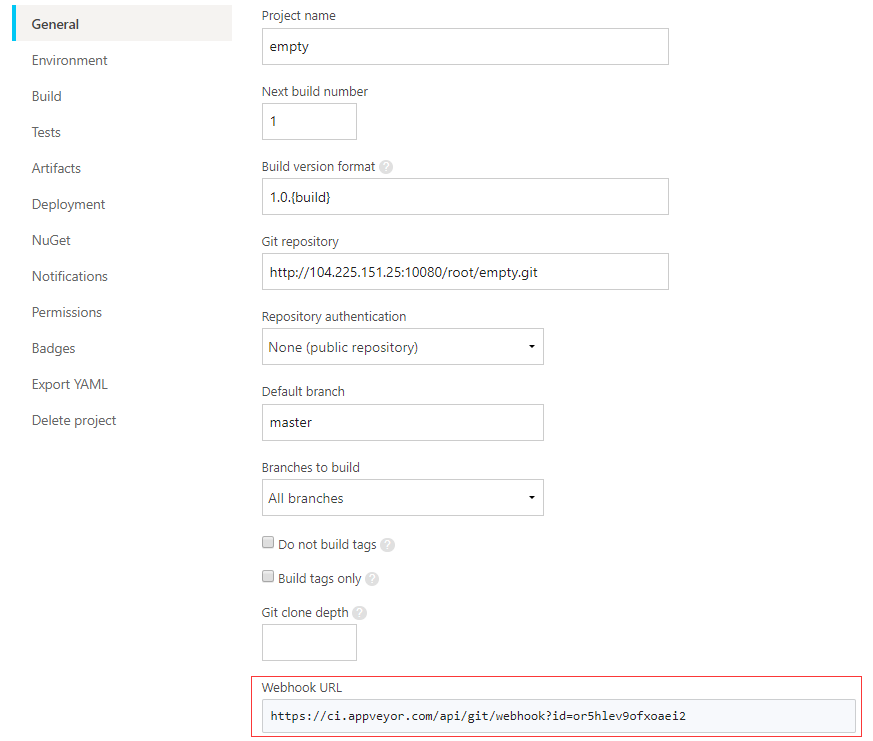 General
Environment
Build
Tests
Artifacts
Deployment
NuGet
Notifications
Permissions
Badges
Export YAML
Delete project
Project name
empty
Next build number
1
Build version format ?
1.0.{build}
Git repository
http://104.225.151.25:10080/root/empty.git
Repository authentication
None (public repository)
Default branch
master
Branches to build
All branches
Do not build tags ?
Build tags only ?
Git clone depth ?
Webhook URL
https://ci.appveyor.com/api/git/webhook?id=or5hlev9ofxoaei2